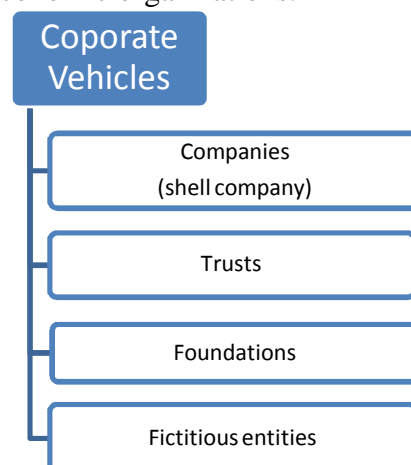 Coporate
Vehicles
Companies
(shell company)
Trusts
Foundations
Fictitious entities